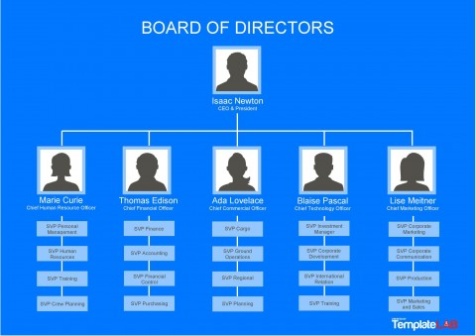 BOARD OF DIRECTORS
Isaac Newton
CEO & President
Marie Curie
Chief Human Resource Officer
Thomas Edison
Chief Financial Officer
Ada Lovelace
Chief Commercial Officer
Blaise Pascal
Chief Technology Officer
Lise Meitner
Chief Marketing Officer
SVP Personal
Management
SVP Finance
SVP Cargo
SVP Investment
Manager
SVP Corporate
Marketing
SVP Human
Resources
SVP Accounting
SVP Ground
Operations
SVP Corporate
Development
SVP Corporate
Communication
SVP Training
SVP Financial
Control
SVP Regional
SVP International
Relation
SVP Production
SVP Crew Planning
SVP Purchasing
SVP Planning
SVP Training
SVP Marketing
and Sales
TemplateLAB